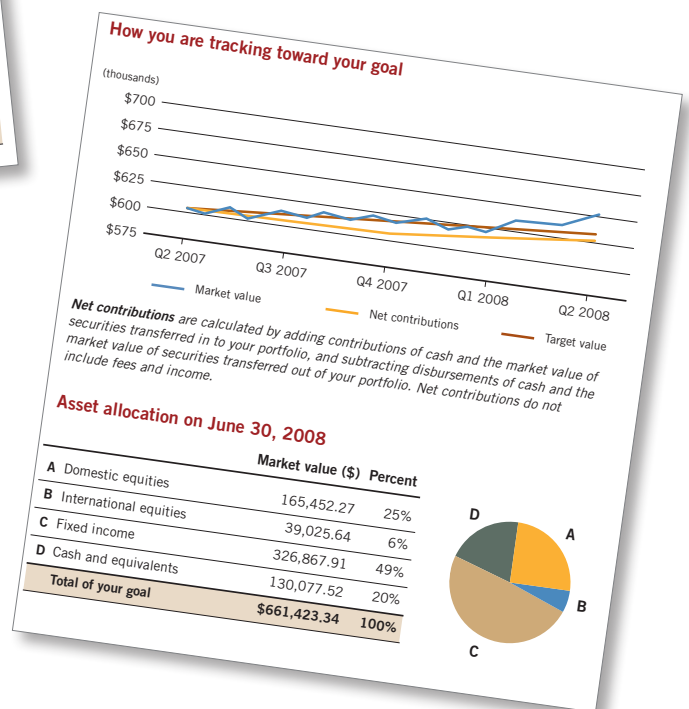 How you are tracking toward your goal
(thousands)
$700
$675
$650
$625
$600
$575
Q2 2007
Q3 2007
Q4 2007
Q1 2008
Q2 2008
Market value
Net contributions
Target value
Net contributions are calculated by adding contributions of cash and the market value of
securities transferred in to your portfolio, and subtracting disbursements of cash and the
market value of securities transferred out of your portfolio. Net contributions do not
include fees and income.
Asset allocation on June 30, 2008
Market value ($) Percent
A Domestic equities 165,452.27 25%
B International equities 39,025.64 6%
C Fixed income 326,867.91 49%
D Cash and equivalents 130,077.52 20%
Total of your goal $661,423.34 100%
D
A
B
C